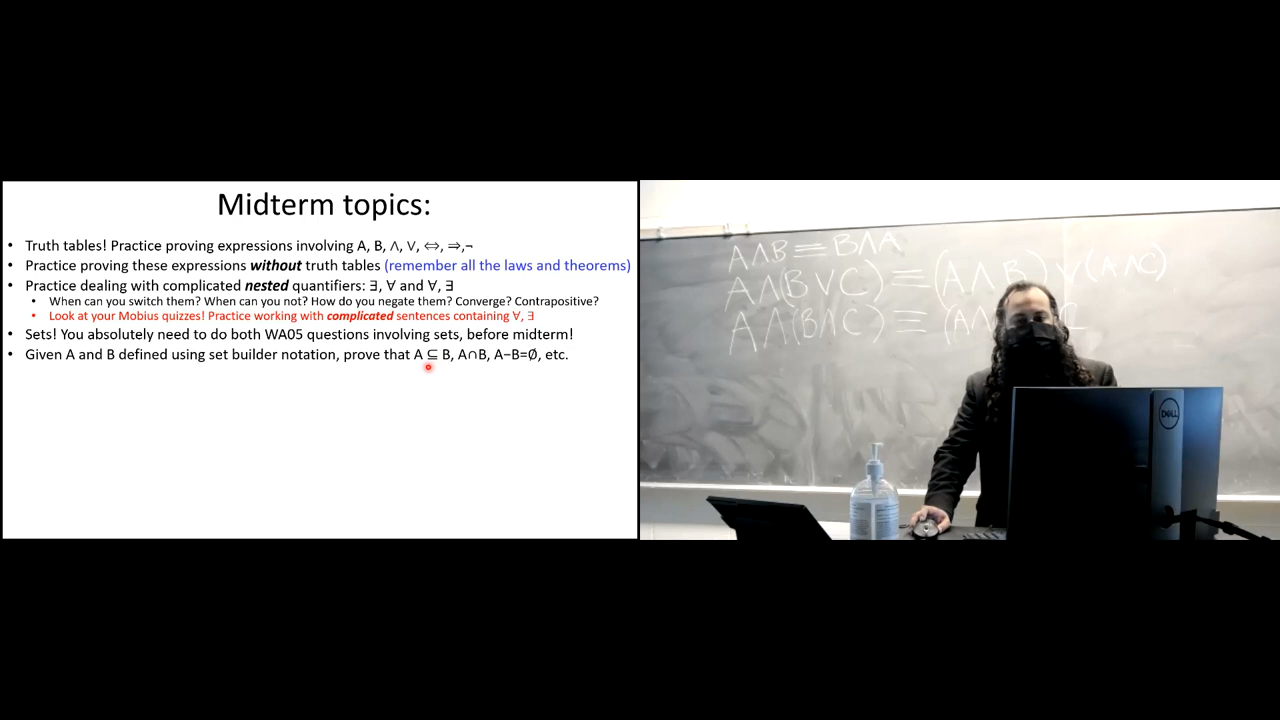 Midterm topics:
• Truth tables! Practice proving expressions involving A, B, ∧, ∨, ⇔, ⇒,¬
• Practice proving these expressions without truth tables (remember all the laws and theorems)
• Practice dealing with complicated nested quantifiers: ∃, ∀ and ∀, ∃
• When can you switch them? When can you not? How do you negate them? Converge? Contrapositive?
• Look at your Mobius quizzes! Practice working with complicated sentences containing ∀, ∃
• Sets! You absolutely need to do both WA05 questions involving sets, before midterm!
• Given A and B defined using set builder notation, prove that A ⊆ B, A∩B, A−B=Ø, etc.
A∧B ≡ B∧A
A∧(B∨C) ≡ (A∧B) ∨ (A∧C)
A∧(B∧C) ≡ (A∧ C
DELL